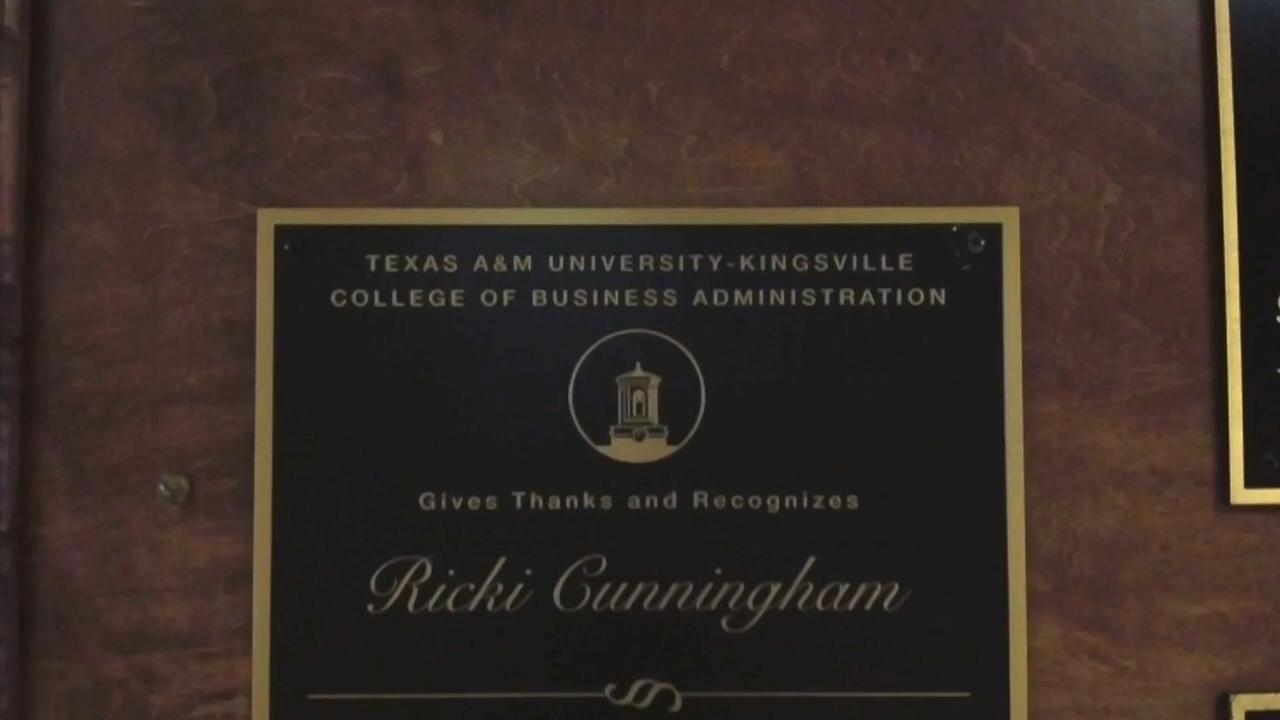 TEXAS A&M UNIVERSITY-KINGSVILLE
COLLEGE OF BUSINESS ADMINISTRATION
Gives Thanks and Recognizes
Ricki Cunningham